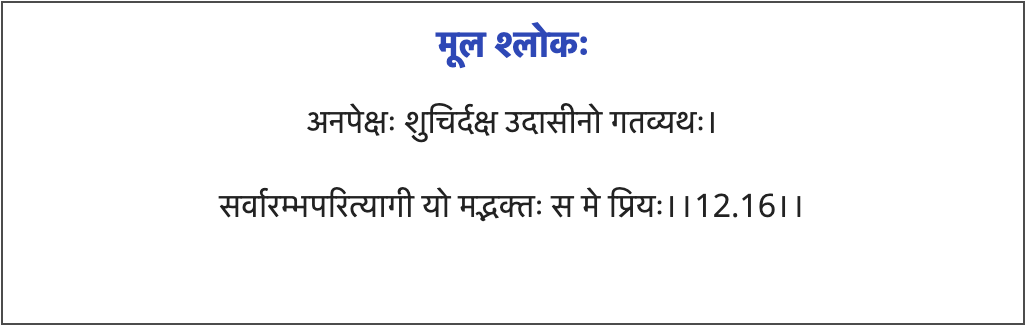 मूल श्लोकः
अनपेक्षः शुचिर्दक्ष उदासीनो गतव्यथः।
सर्वारम्भपरित्यागी यो मद्भक्तः स मे प्रियः।।12.16।।